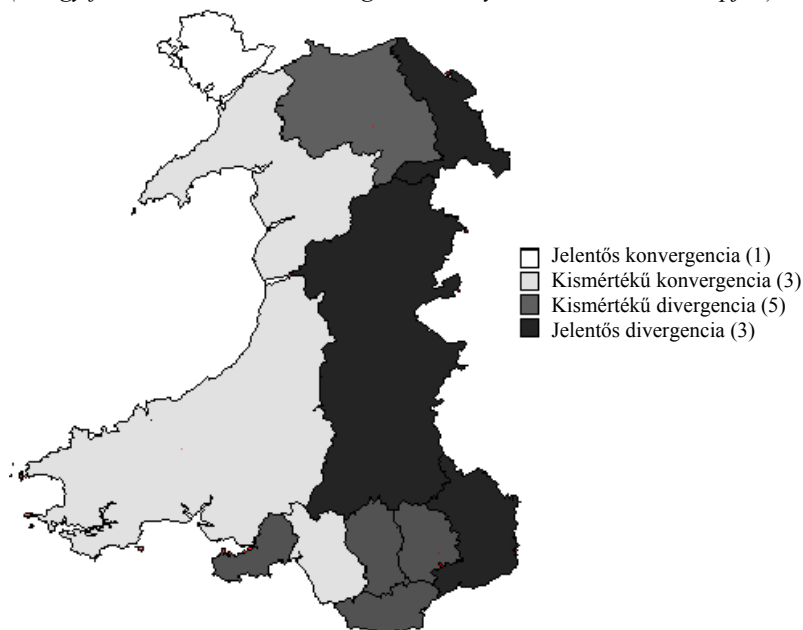 Jelentős konvergencia (1)
Kismértékű konvergencia (3)
Kismértékű divergencia (5)
Jelentős divergencia (3)